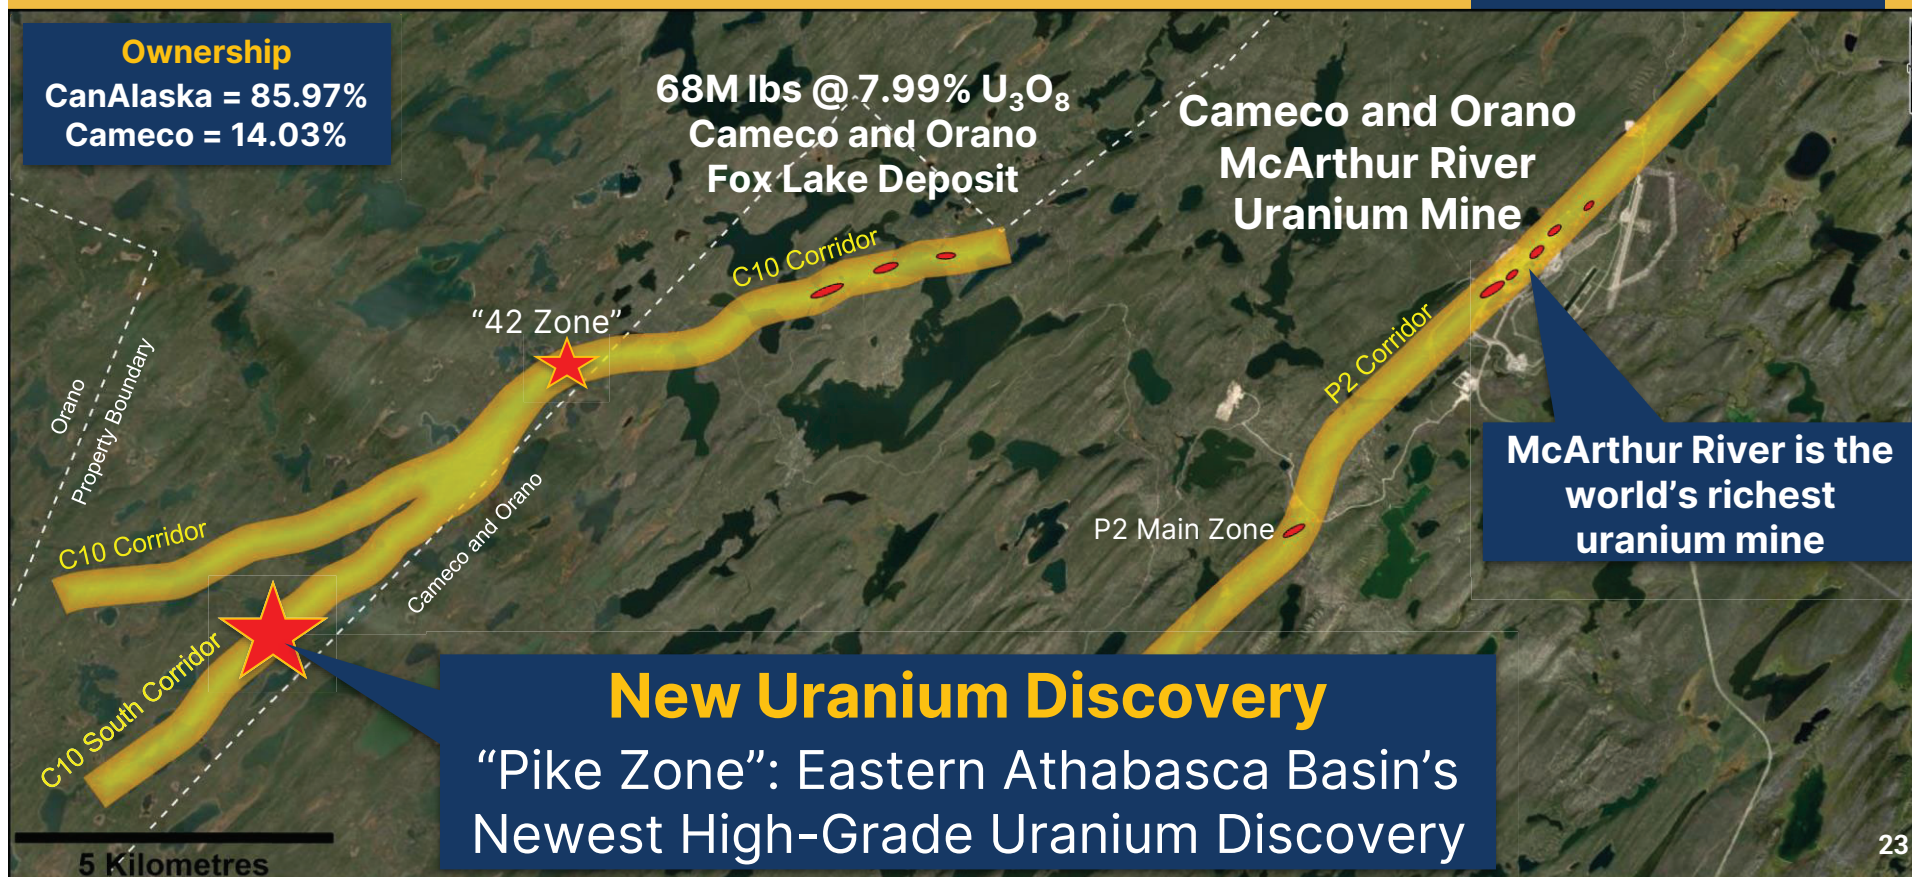 Ownership
CanAlaska = 85.97%
Cameco = 14.03%
68M lbs @ 7.99% U₃O₈
Cameco and Orano
Fox Lake Deposit
Cameco and Orano
McArthur River
Uranium Mine
C10 Corridor
“42 Zone”
P2 Corridor
Orano
Property Boundary
McArthur River is the
world’s richest
uranium mine
C10 Corridor
Cameco and Orano
P2 Main Zone
C10 South Corridor
New Uranium Discovery
“Pike Zone”: Eastern Athabasca Basin’s
Newest High-Grade Uranium Discovery
5 Kilometres
23